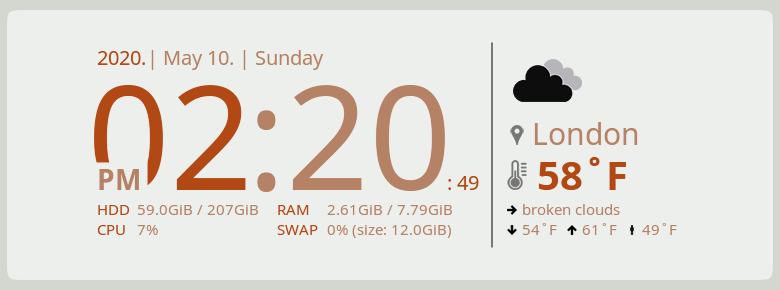 2020.| May 10. | Sunday
02:20
PM
: 49
HDD 59.0GiB / 207GiB RAM 2.61GiB / 7.79GiB
CPU 7% SWAP 0% (size: 12.0GiB)
London
58°F
broken clouds
54°F 61°F 49°F